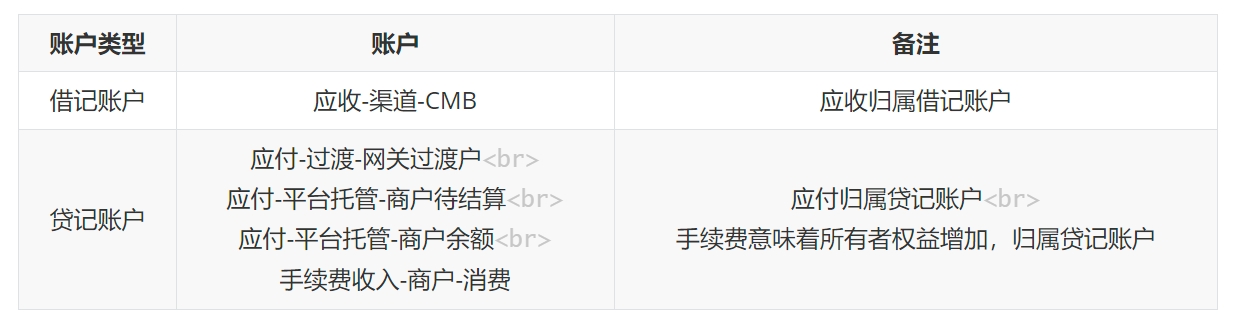 账户类型 账户 备注
借记账户 应收-渠道-CMB 应收归属借记账户
贷记账户
应付-过渡-网关过渡户<br>
应付-平台托管-商户待结算<br>
应付-平台托管-商户余额<br>
手续费收入-商户-消费
应付归属贷记账户<br>
手续费意味着所有者权益增加，归属贷记账户